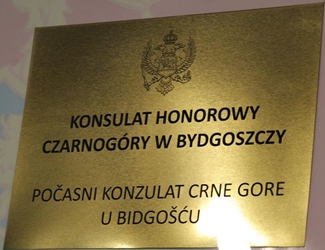 KONSULAT HONOROWY
CZARNOGÓRY W BYDGOSZCZY
POČASNI KONZULAT CRNE GORE
U BIDGOŠĆU